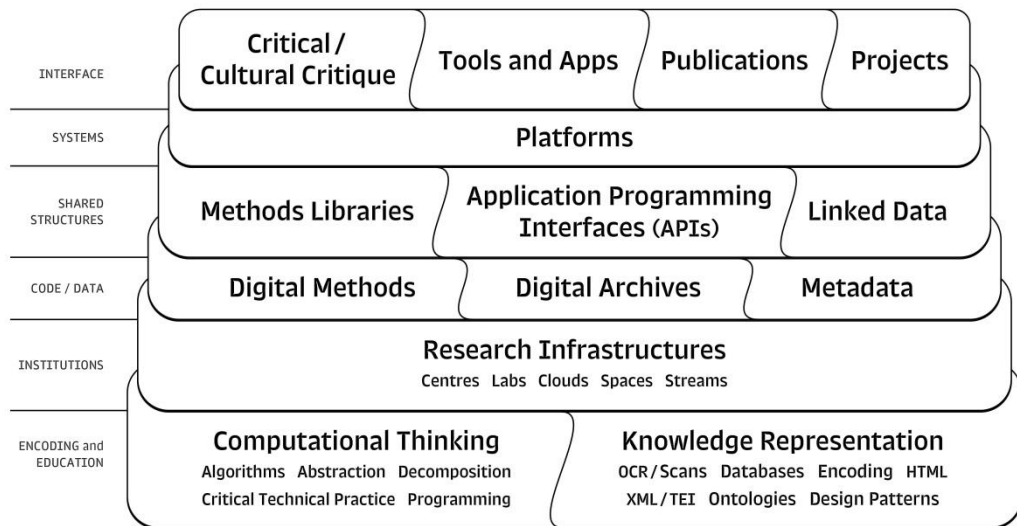 INTERFACE
Critical /
Cultural Critique
Tools and Apps
Publications
Projects
SYSTEMS
Platforms
SHARED
STRUCTURES
Methods Libraries
Application Programming
Interfaces (APIs)
Linked Data
CODE / DATA
Digital Methods
Digital Archives
Metadata
INSTITUTIONS
Research Infrastructures
Centres Labs Clouds Spaces Streams
ENCODING and
EDUCATION
Computational Thinking
Algorithms Abstraction Decomposition
Critical Technical Practice Programming
Knowledge Representation
OCR/Scans Databases Encoding HTML
XML/TEI Ontologies Design Patterns